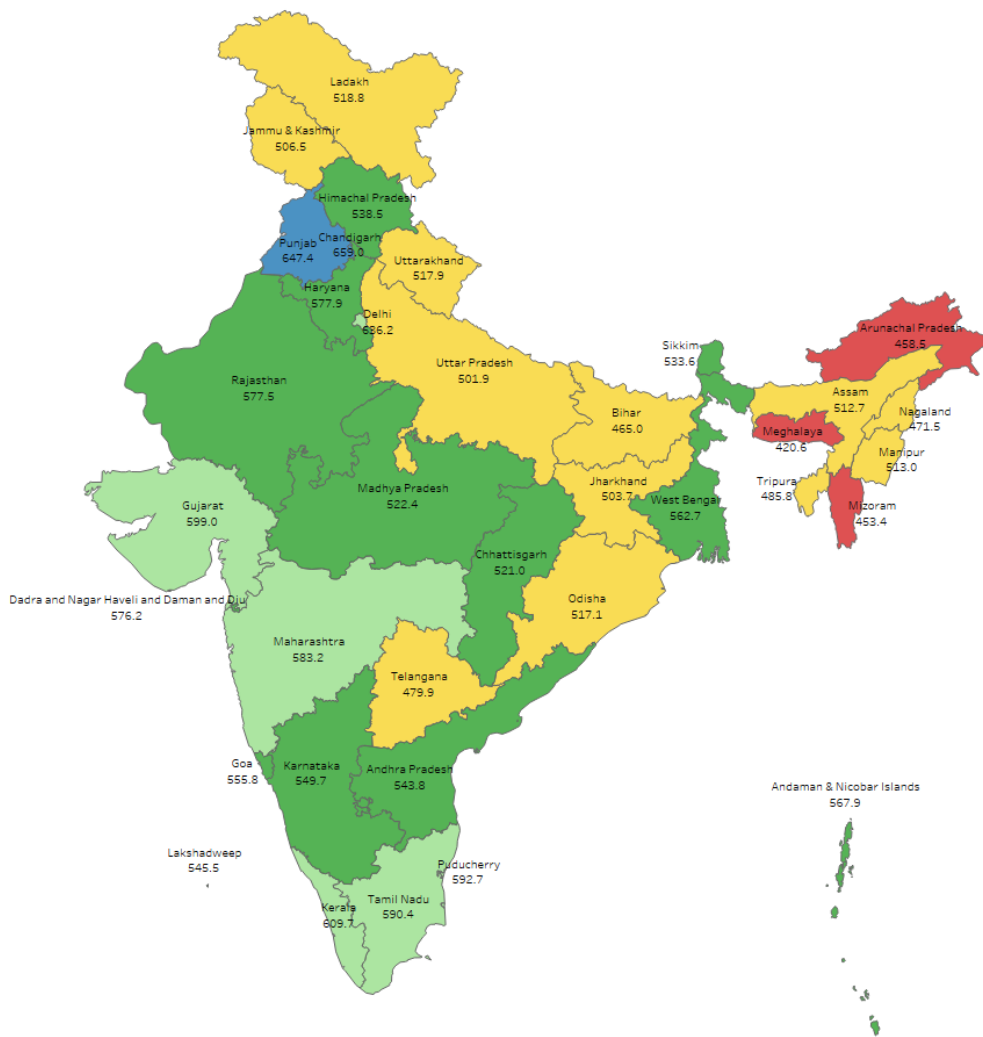 Ladakh
518.8
Jammu & Kashmir
506.5
Himachal Pradesh
538.5
Punjab
647.4
Chandigarh
659.0
Uttarakhand
517.9
Haryana
577.9
Delhi
636.2
Arunachal Pradesh
458.5
Sikkim
533.6
Uttar Pradesh
501.9
Rajasthan
577.5
Assam
512.7
Bihar
465.0
Nagaland
471.5
Meghalaya
420.6
Manipur
513.0
Tripura
485.8
Mizoram
453.4
Jharkhand
503.7
Madhya Pradesh
522.4
West Bengal
562.7
Gujarat
599.0
Chhattisgarh
521.0
Dadra and Nagar Haveli and Daman and Diu
576.2
Odisha
517.1
Maharashtra
583.2
Telangana
479.9
Goa
555.8
Karnataka
549.7
Andhra Pradesh
543.8
Andaman & Nicobar Islands
567.9
Lakshadweep
545.5
Puducherry
592.7
Kerala
609.7
Tamil Nadu
590.4